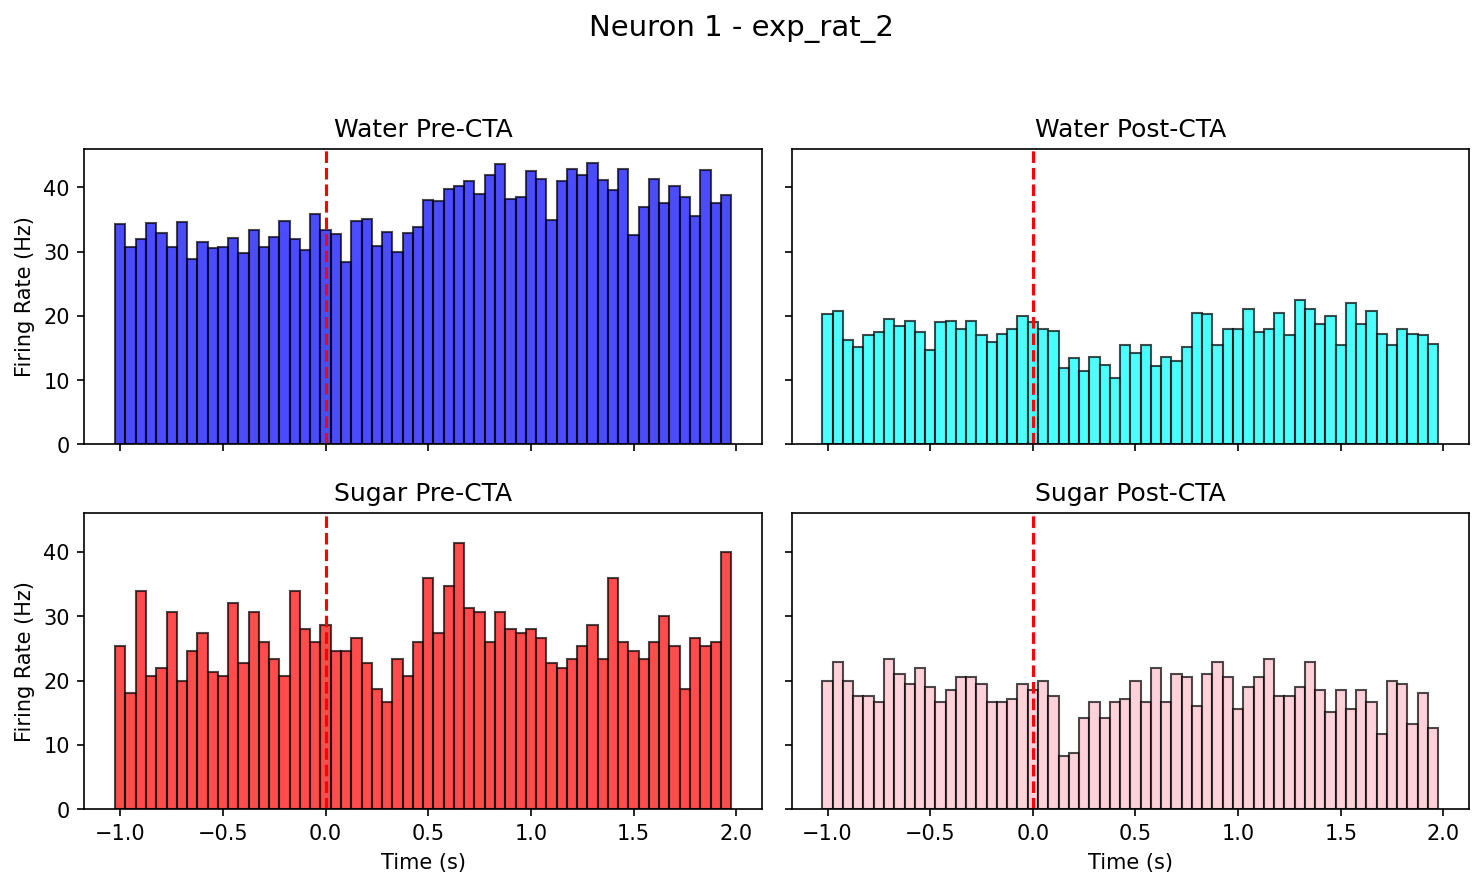 Neuron 1 - exp_rat_2
Water Pre-CTA
Water Post-CTA
Firing Rate (Hz)
40
30
20
10
0
Sugar Pre-CTA
Sugar Post-CTA
Firing Rate (Hz)
40
30
20
10
0
−1.0 −0.5 0.0 0.5 1.0 1.5 2.0
−1.0 −0.5 0.0 0.5 1.0 1.5 2.0
Time (s)
Time (s)